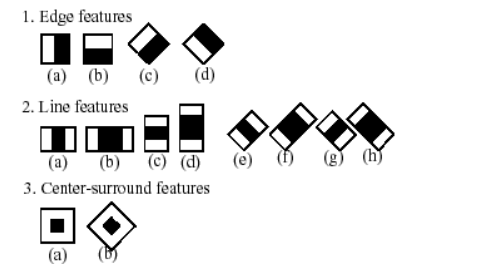 1. Edge features
(a) (b) (c) (d)
2. Line features
(a) (b) (c) (d) (e) (f) (g) (h)
3. Center-surround features
(a) (b)